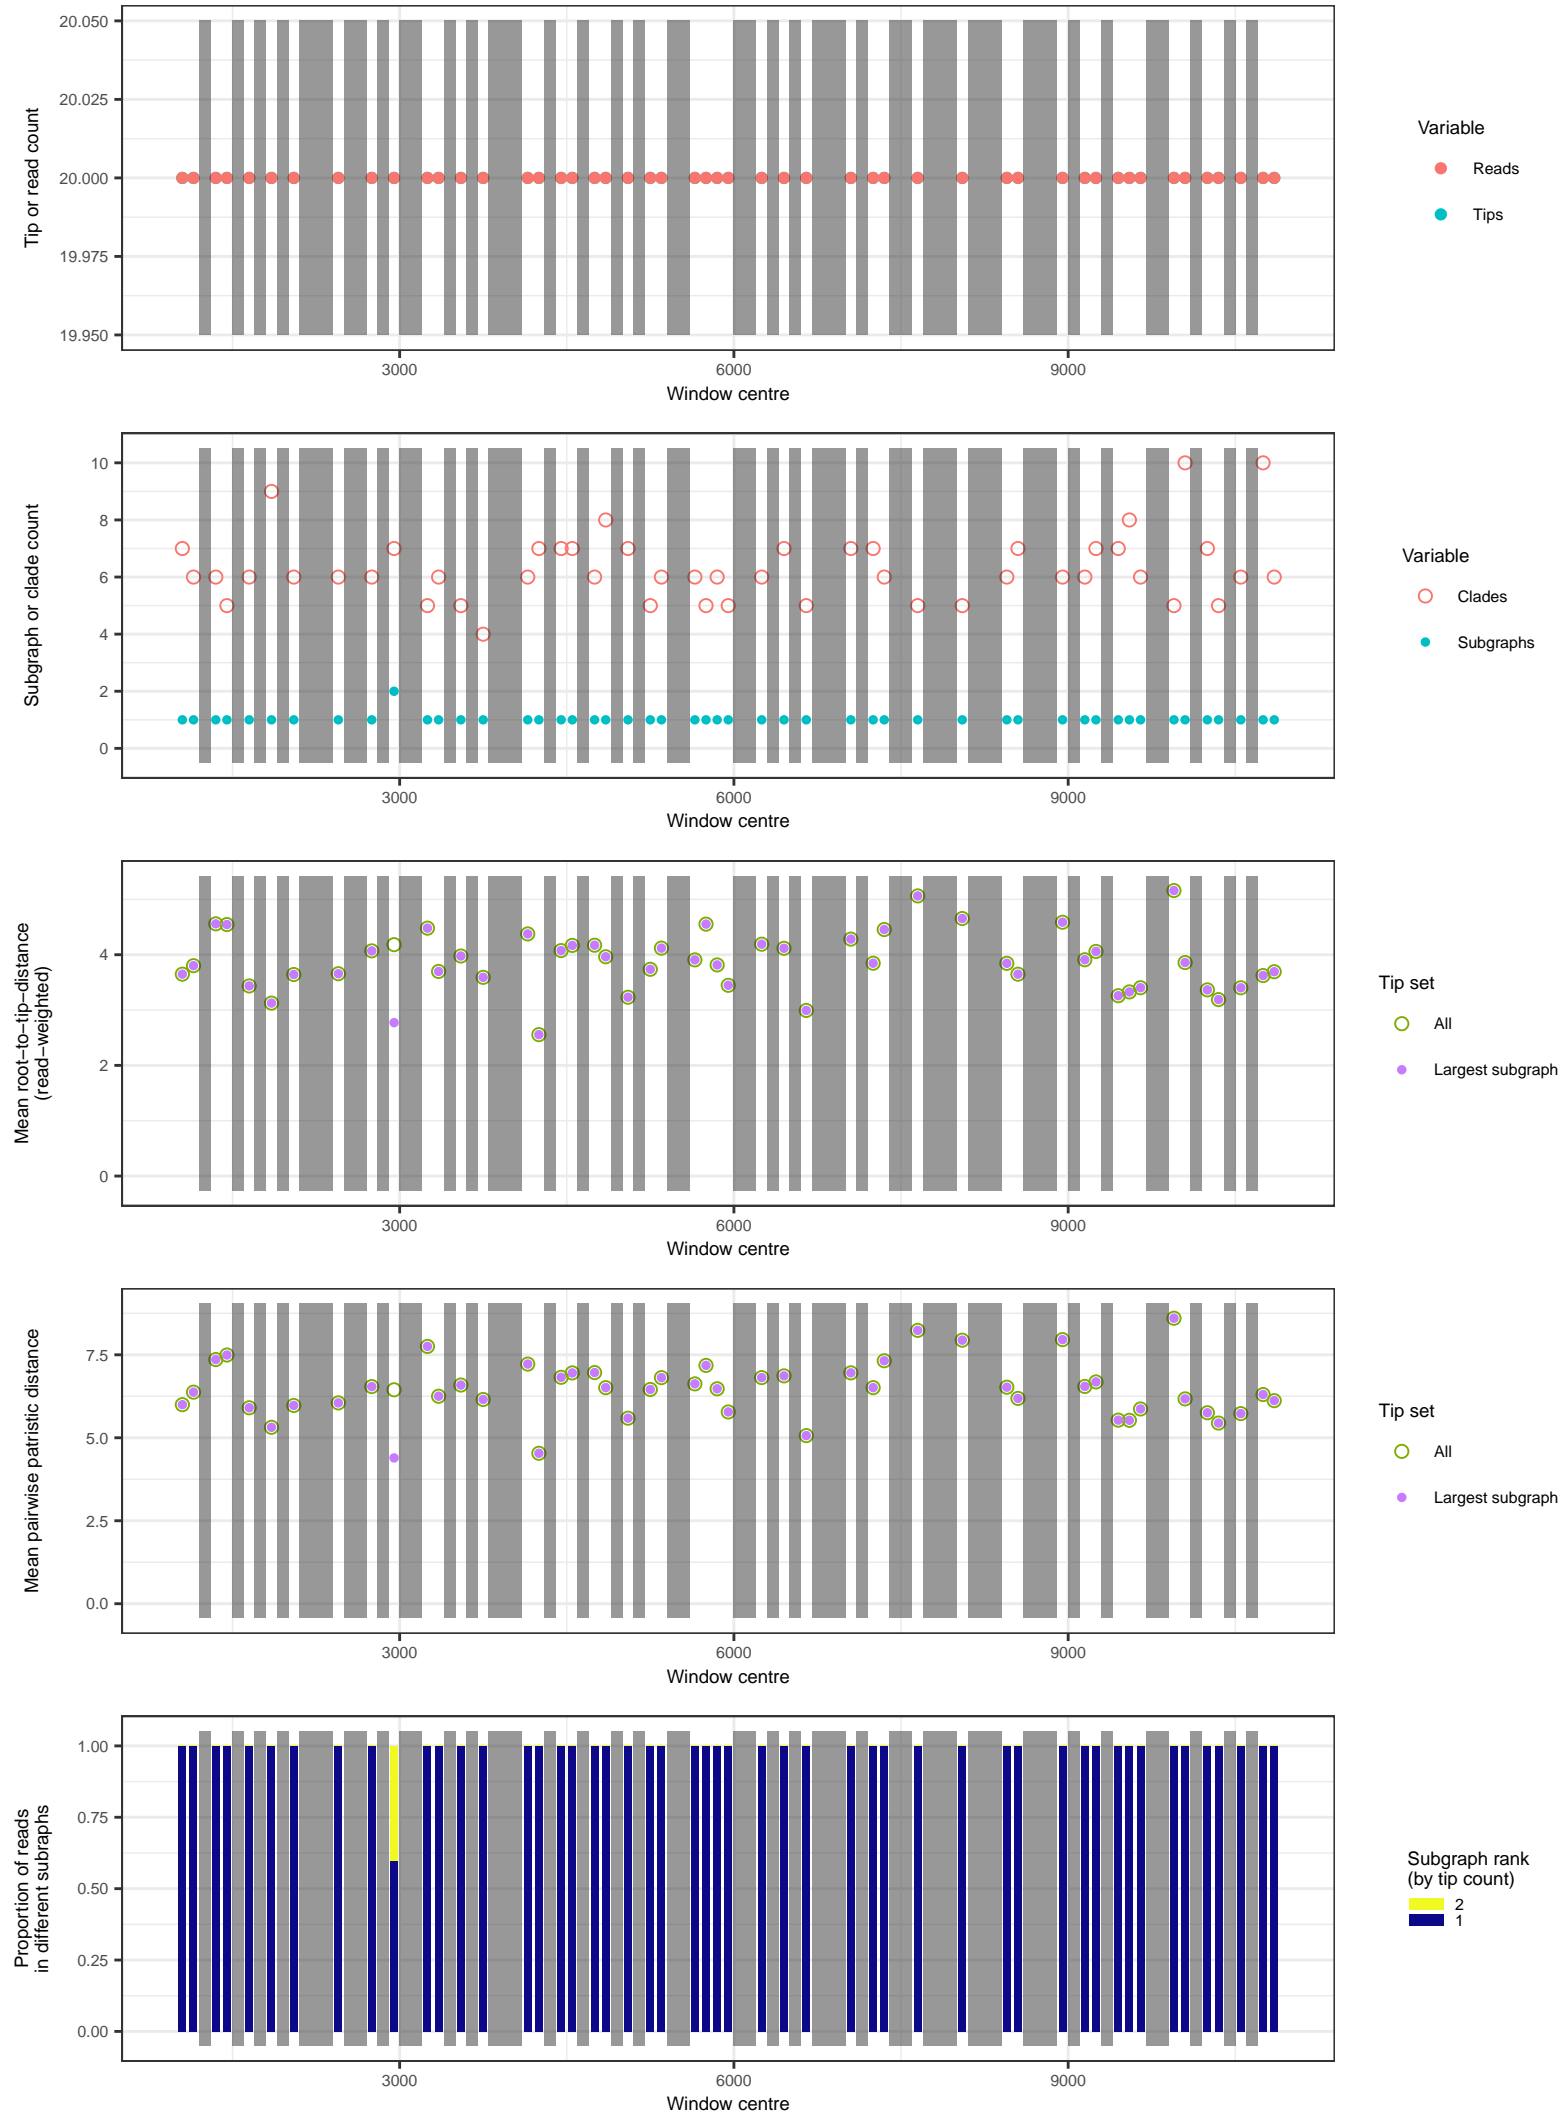 20.050
20.025
20.000
19.975
19.950
Tip or read count
3000
6000
9000
Window centre
Variable
Reads
Tips
10
8
6
4
2
0
Subgraph or clade count
3000
6000
9000
Window centre
Variable
Clades
Subgraphs
4
2
0
Mean root−to−tip−distance
(read−weighted)
3000
6000
9000
Window centre
Tip set
All
Largest subgraph
7.5
5.0
2.5
0.0
Mean pairwise patristic distance
3000
6000
9000
Window centre
Tip set
All
Largest subgraph
1.00
0.75
0.50
0.25
0.00
Proportion of reads
in different subraphs
3000
6000
9000
Window centre
Subgraph rank
(by tip count)
2
1